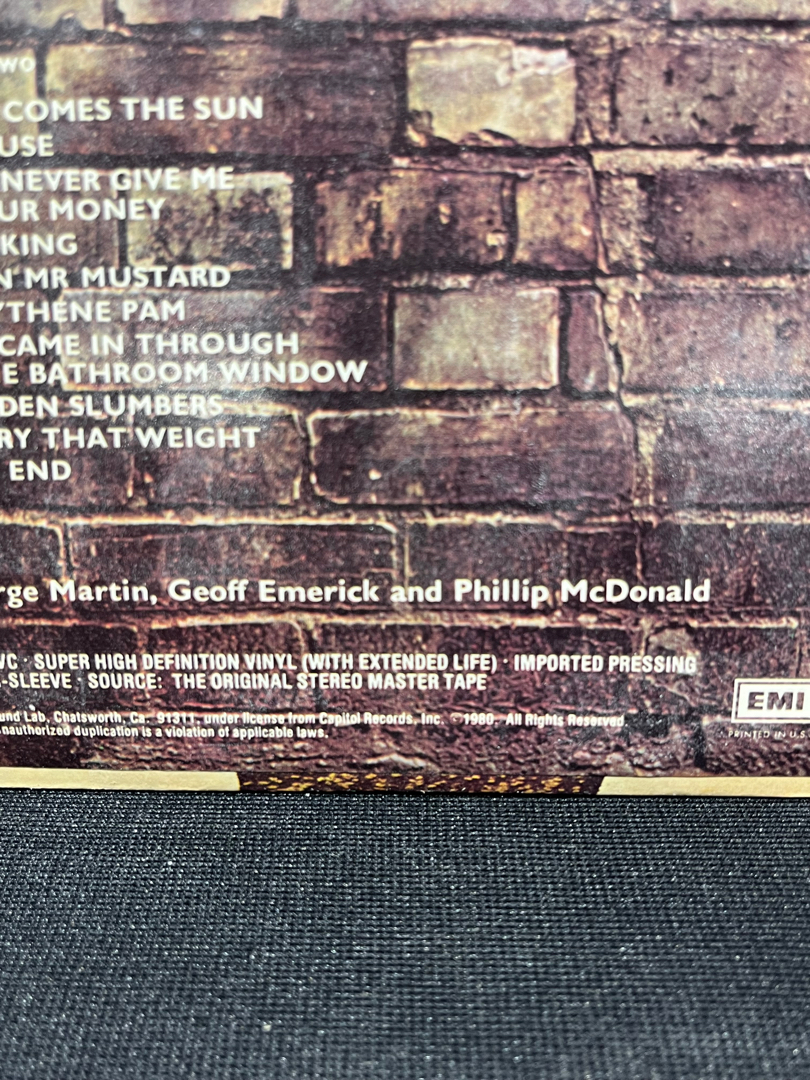 WO
COMES THE SUN
USE
NEVER GIVE ME
UR MONEY
KING
N MR MUSTARD
YTHENE PAM
CAME IN THROUGH
E BATHROOM WINDOW
DEN SLUMBERS
RY THAT WEIGHT
END
rge Martin, Geoff Emerick and Phillip McDonald
VC · SUPER HIGH DEFINITION VINYL (WITH EXTENDED LIFE) · IMPORTED PRESSING
-SLEEVE · SOURCE: THE ORIGINAL STEREO MASTER TAPE
und Lab, Chatsworth, Ca. 91311, under license from Capitol Records, Inc. ©1980. All Rights Reserved.
nauthorized duplication is a violation of applicable laws.
EMI
PRINTED IN U.S.